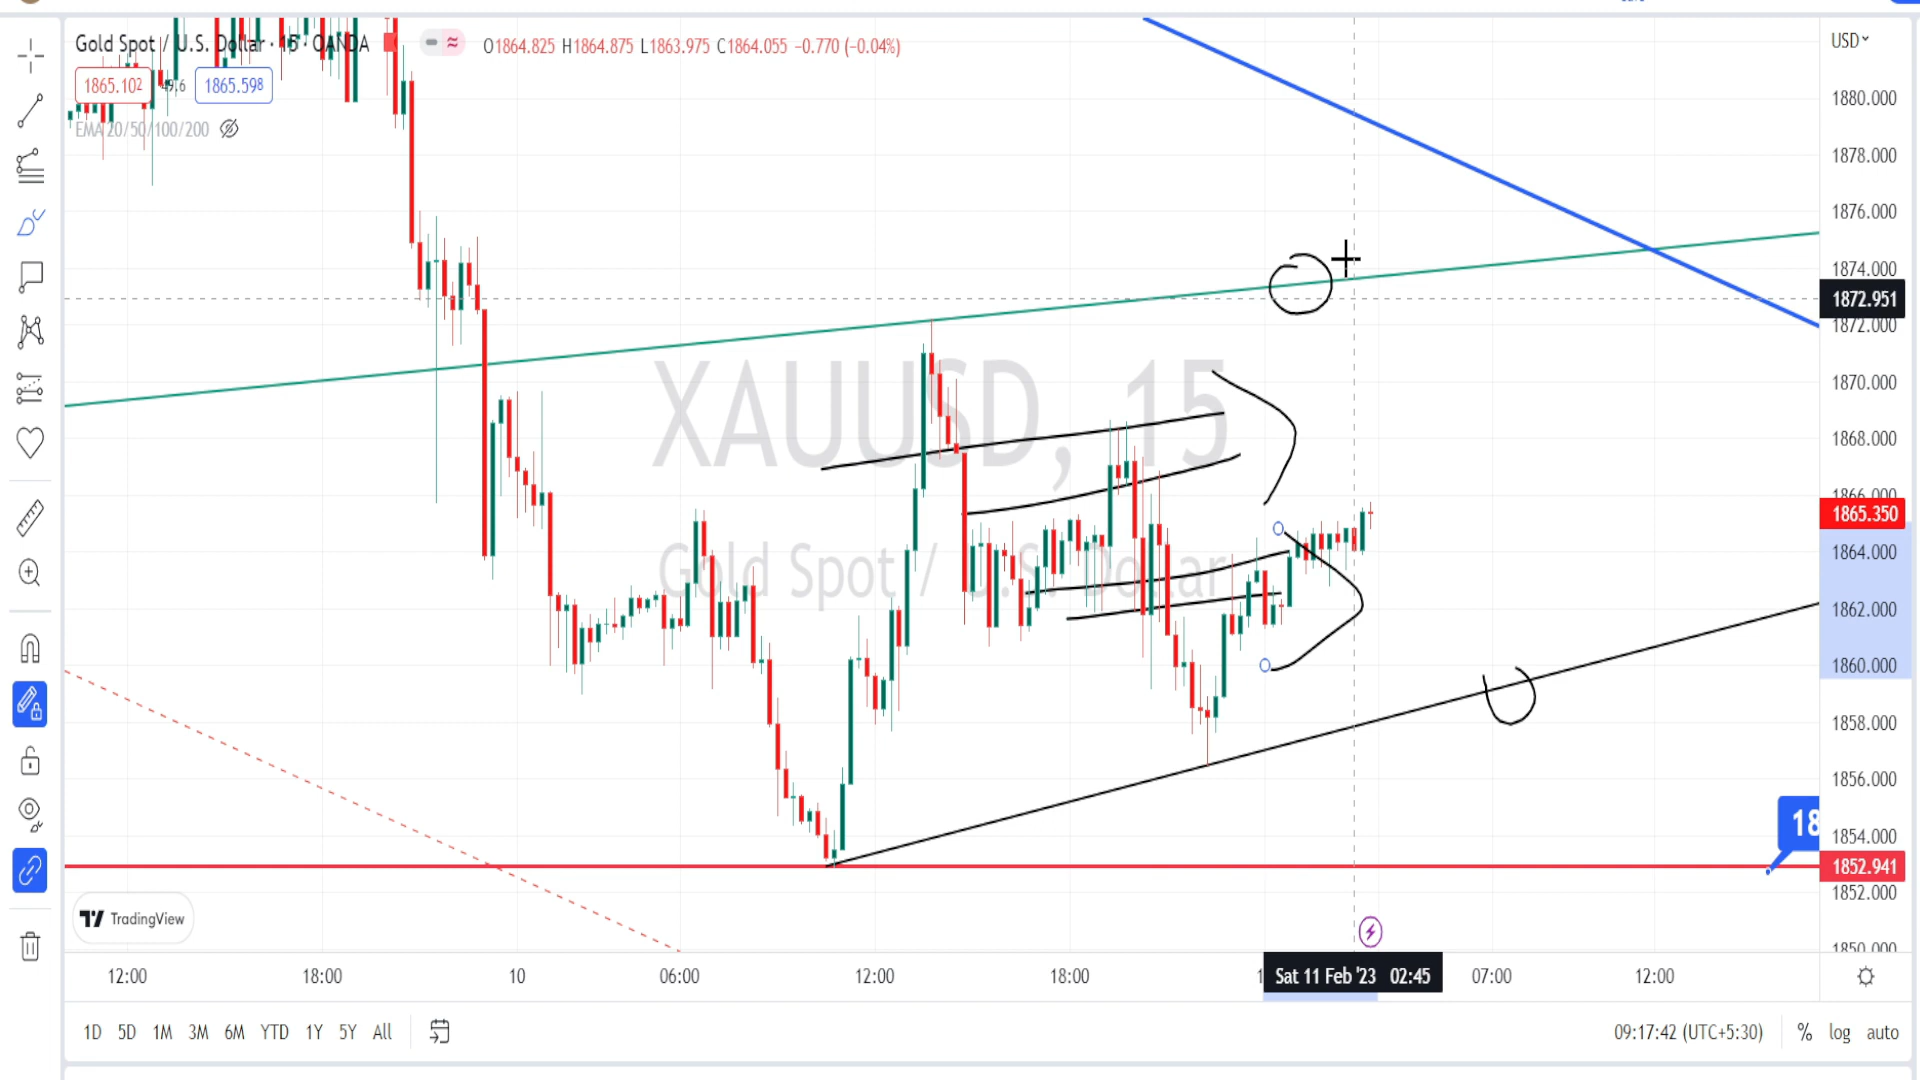 Gold Spot / U.S. Dollar · 15 · OANDA
O1864.825 H1864.875 L1863.975 C1864.055 −0.770 (−0.04%)
1865.102 49.6 1865.598
EMA 20/50/100/200
USD
1880.000
1878.000
1876.000
1874.000
1872.951
1872.000
1870.000
1868.000
1866.000
1865.350
1864.000
1862.000
1860.000
1858.000
1856.000
1854.000
1852.941
1852.000
1850.000
XAUUSD, 15
Gold Spot / U.S. Dollar
18
TradingView
12:00 18:00 10 06:00 12:00 18:00 Sat 11 Feb '23 02:45 07:00 12:00
1D 5D 1M 3M 6M YTD 1Y 5Y All
09:17:42 (UTC+5:30) % log auto